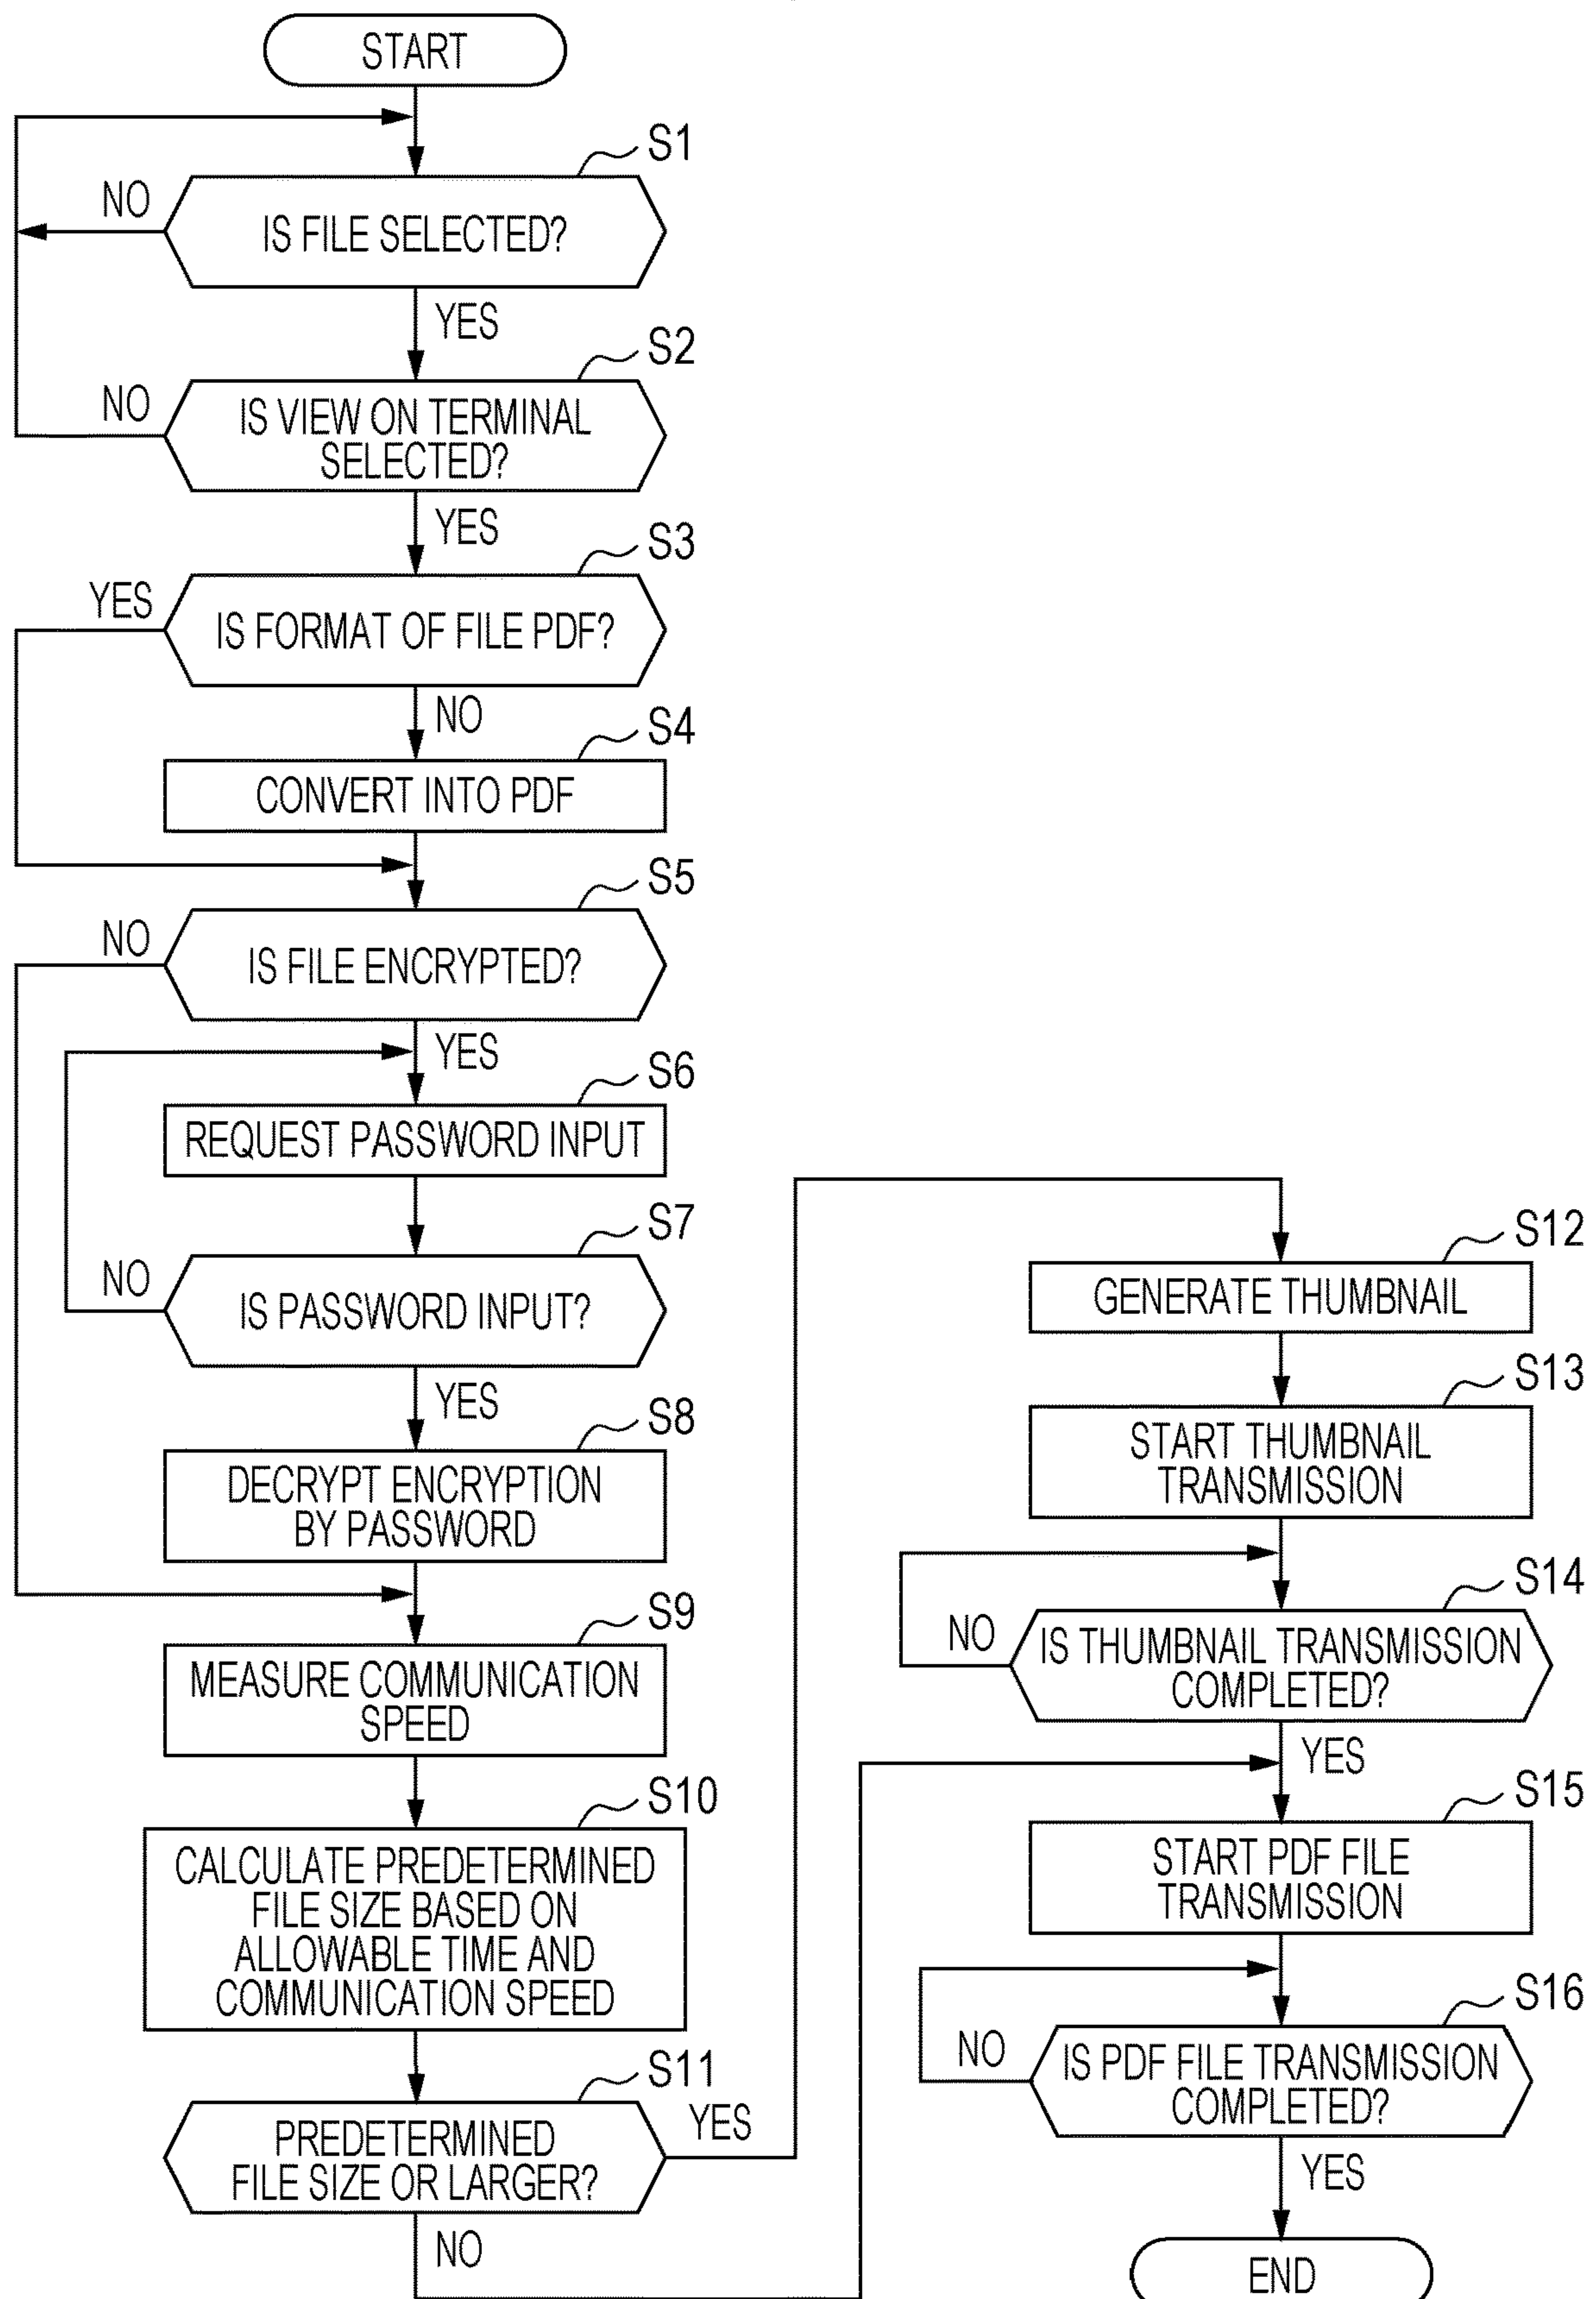 START
S1
NO
IS FILE SELECTED?
YES
S2
NO
IS VIEW ON TERMINAL
SELECTED?
YES
S3
YES
IS FORMAT OF FILE PDF?
NO
S4
CONVERT INTO PDF
S5
NO
IS FILE ENCRYPTED?
YES
S6
REQUEST PASSWORD INPUT
S7
NO
IS PASSWORD INPUT?
YES
S8
DECRYPT ENCRYPTION
BY PASSWORD
S9
MEASURE COMMUNICATION
SPEED
S10
CALCULATE PREDETERMINED
FILE SIZE BASED ON
ALLOWABLE TIME AND
COMMUNICATION SPEED
S11
YES
PREDETERMINED
FILE SIZE OR LARGER?
NO
S12
GENERATE THUMBNAIL
S13
START THUMBNAIL
TRANSMISSION
S14
NO
IS THUMBNAIL TRANSMISSION
COMPLETED?
YES
S15
START PDF FILE
TRANSMISSION
S16
NO
IS PDF FILE TRANSMISSION
COMPLETED?
YES
END